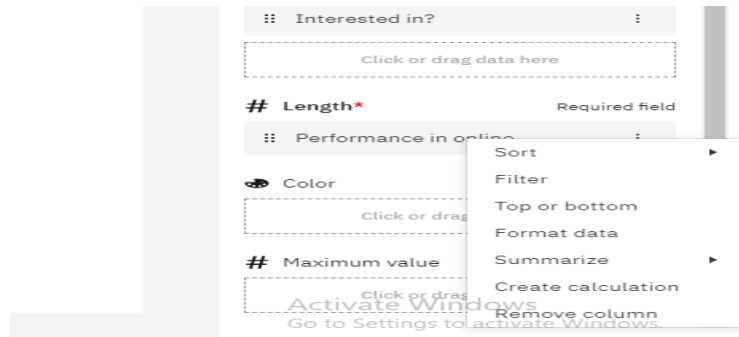 Interested in?
Click or drag data here
# Length* Required field
Performance in online
Sort
Color
Filter
Click or drag
Top or bottom
Format data
# Maximum value
Summarize
Click or drag
Create calculation
Remove column
Activate Windows
Go to Settings to activate Windows.